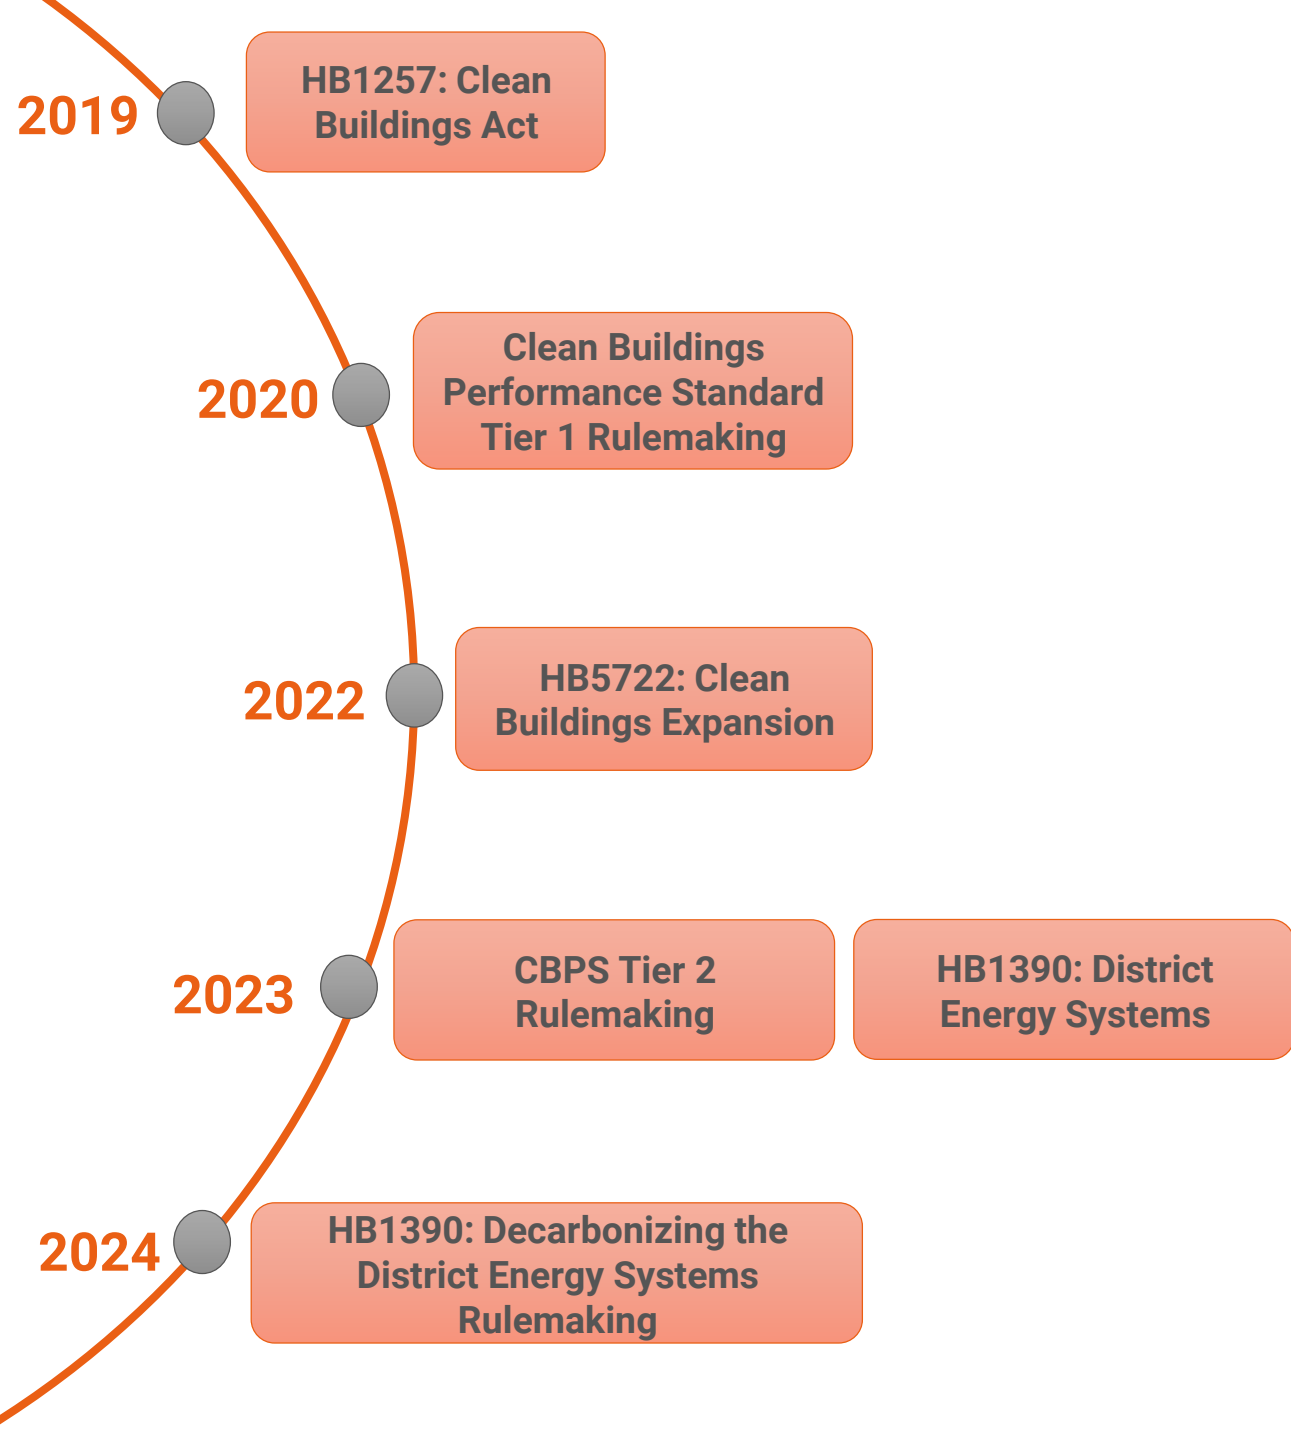 2019
HB1257: Clean
Buildings Act
2020
Clean Buildings
Performance Standard
Tier 1 Rulemaking
2022
HB5722: Clean
Buildings Expansion
2023
CBPS Tier 2
Rulemaking
HB1390: District
Energy Systems
2024
HB1390: Decarbonizing the
District Energy Systems
Rulemaking